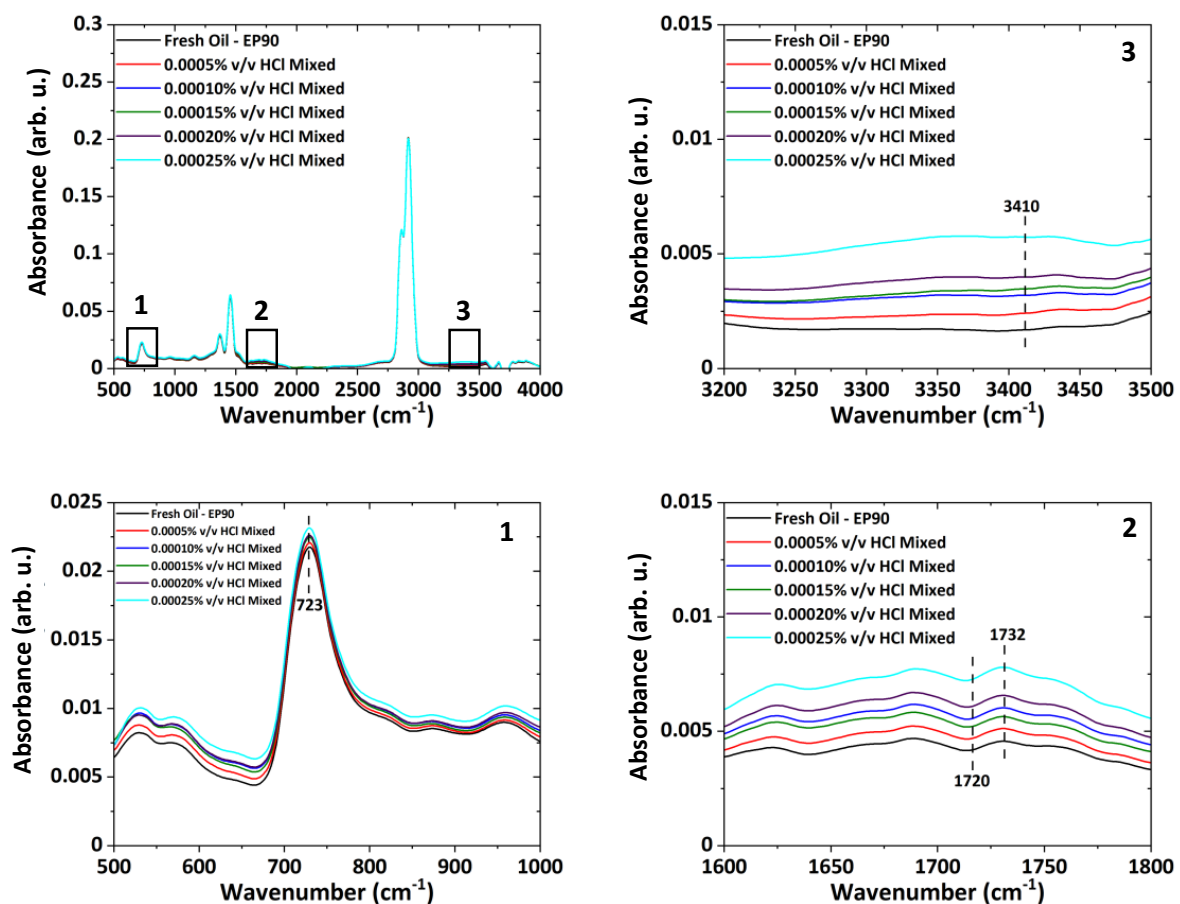 0.3
0.25
0.2
0.15
0.1
0.05
0
Absorbance (arb. u.)
Fresh Oil - EP90
0.0005% v/v HCl Mixed
0.00010% v/v HCl Mixed
0.00015% v/v HCl Mixed
0.00020% v/v HCl Mixed
0.00025% v/v HCl Mixed
1
2
3
500 1000 1500 2000 2500 3000 3500 4000
Wavenumber (cm⁻¹)
0.015
0.01
0.005
0
Absorbance (arb. u.)
Fresh Oil - EP90
0.0005% v/v HCl Mixed
0.00010% v/v HCl Mixed
0.00015% v/v HCl Mixed
0.00020% v/v HCl Mixed
0.00025% v/v HCl Mixed
3
3410
3200 3250 3300 3350 3400 3450 3500
Wavenumber (cm⁻¹)
0.025
0.02
0.015
0.01
0.005
0
Absorbance (arb. u.)
Fresh Oil - EP90
0.0005% v/v HCl Mixed
0.00010% v/v HCl Mixed
0.00015% v/v HCl Mixed
0.00020% v/v HCl Mixed
0.00025% v/v HCl Mixed
1
723
500 600 700 800 900 1000
Wavenumber (cm⁻¹)
0.015
0.01
0.005
0
Absorbance (arb. u.)
Fresh Oil - EP90
0.0005% v/v HCl Mixed
0.00010% v/v HCl Mixed
0.00015% v/v HCl Mixed
0.00020% v/v HCl Mixed
0.00025% v/v HCl Mixed
2
1732
1720
1600 1650 1700 1750 1800
Wavenumber (cm⁻¹)